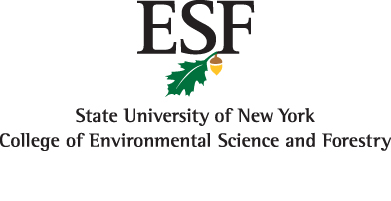 ESF
State University of New York
College of Environmental Science and Forestry